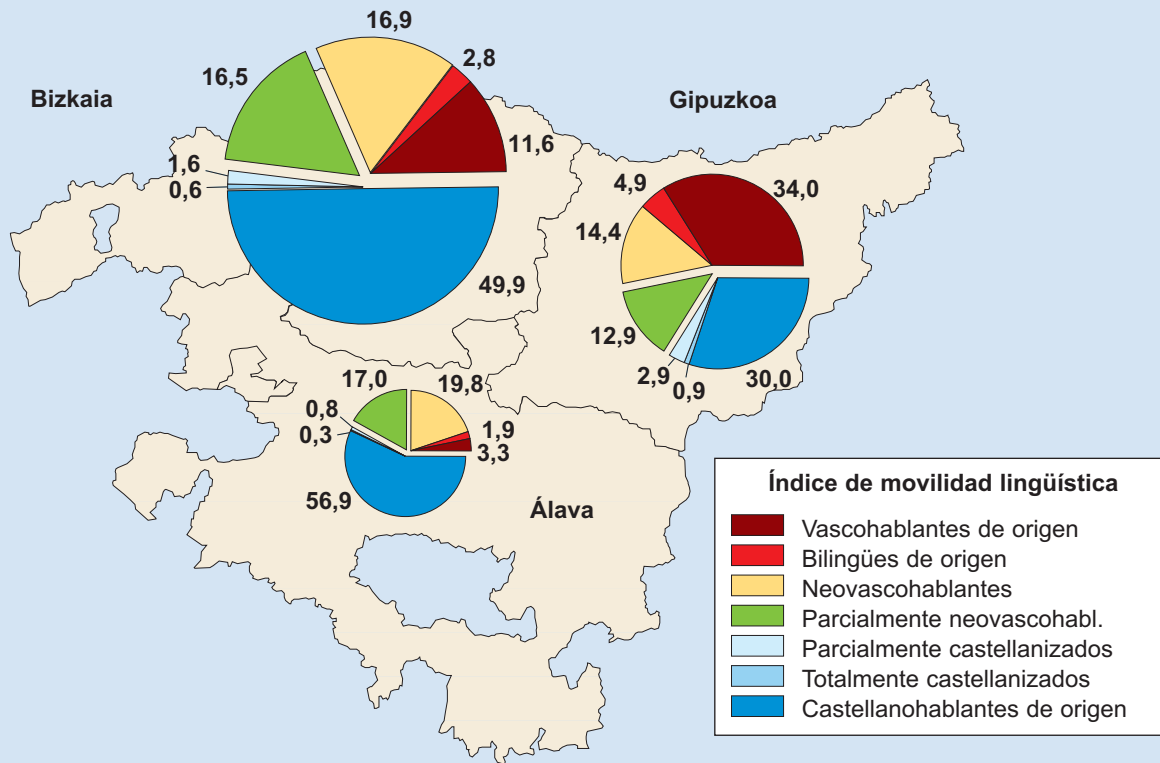 Bizkaia
16,9
2,8
16,5
11,6
1,6
0,6
49,9
Gipuzkoa
4,9
34,0
14,4
12,9
2,9
0,9
30,0
17,0
19,8
0,8
0,3
1,9
3,3
56,9
Álava
Índice de movilidad lingüística
Vascohablantes de origen
Bilingües de origen
Neovascohablantes
Parcialmente neovascohabl.
Parcialmente castellanizados
Totalmente castellanizados
Castellanohablantes de origen